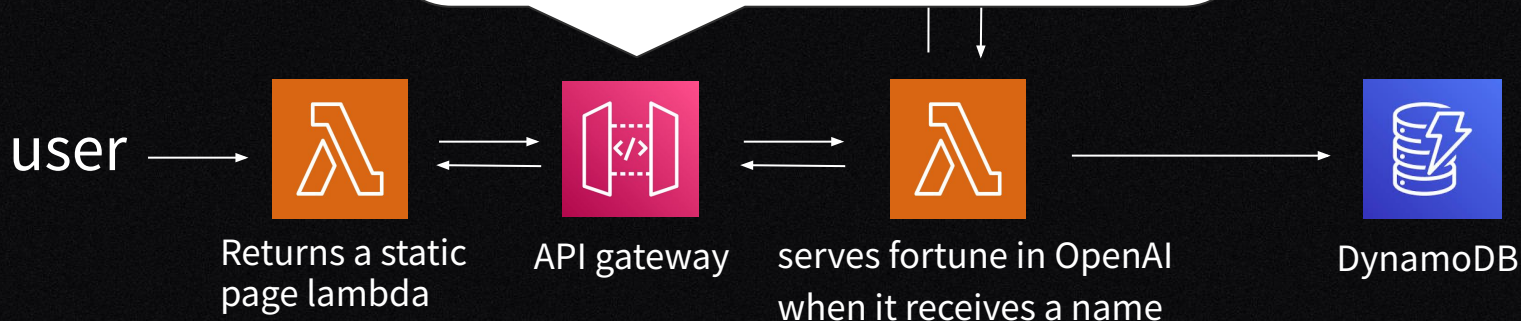 user
</>
Returns a static
page lambda
API gateway
serves fortune in OpenAI
when it receives a name
DynamoDB